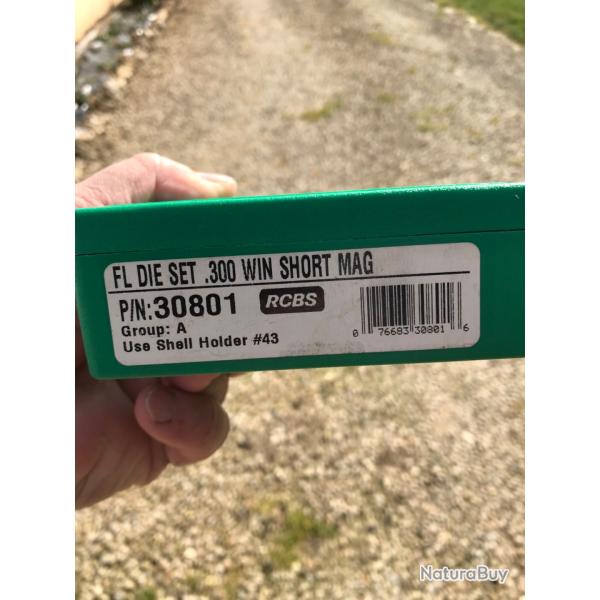 FL DIE SET .300 WIN SHORT MAG
P/N:30801 RCBS
Group: A
Use Shell Holder #43
0 76683 30801 6
NaturaBuy